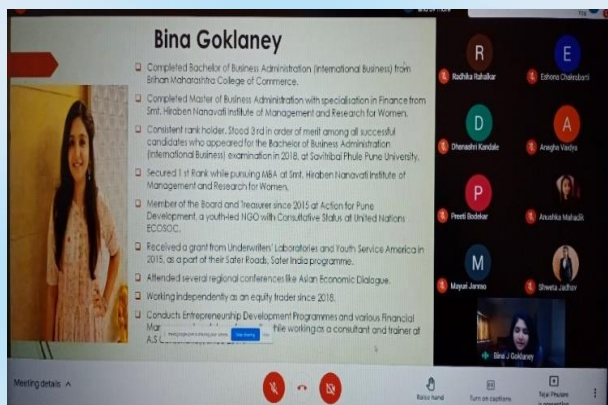 Bina Goklaney
Completed Bachelor of Business Administration (International Business) from
Brihan Maharashtra College of Commerce.
Completed Master of Business Administration with specialisation in Finance from
Smt. Hiraben Nanavati Institute of Management and Research for Women.
Consistent rank holder. Stood 3rd in order of merit among all successful
candidates who appeared for the Bachelor of Business Administration
(International Business) examination in 2018, at Savitribai Phule Pune University.
Secured 1st Rank while pursuing MBA at Smt. Hiraben Nanavati Institute of
Management and Research for Women.
Member of the Board and Treasurer since 2015 at Action for Pune
Development, a youth-led NGO with Consultative Status at United Nations
ECOSOC.
Received a grant from Underwriters' Laboratories and Youth Service America in
2015, as a part of their Safer Roads, Safer India programme.
Attended several regional conferences like Asian Economic Dialogue.
Working independently as an equity trader since 2018.
Conducts Entrepreneurship Development Programmes and various Financial
while working as a consultant and trainer at
A.S
R
Radhika Rahalkar
E
Eshana Chakrabarti
D
Dhanashri Kandale
A
Anagha Vaidya
P
Preeti Bodekar
Anushka Mahadik
M
Mayuri
Shweta Jadhav
Bina J Goklaney
Meeting details
Raise hand
Turn on captions